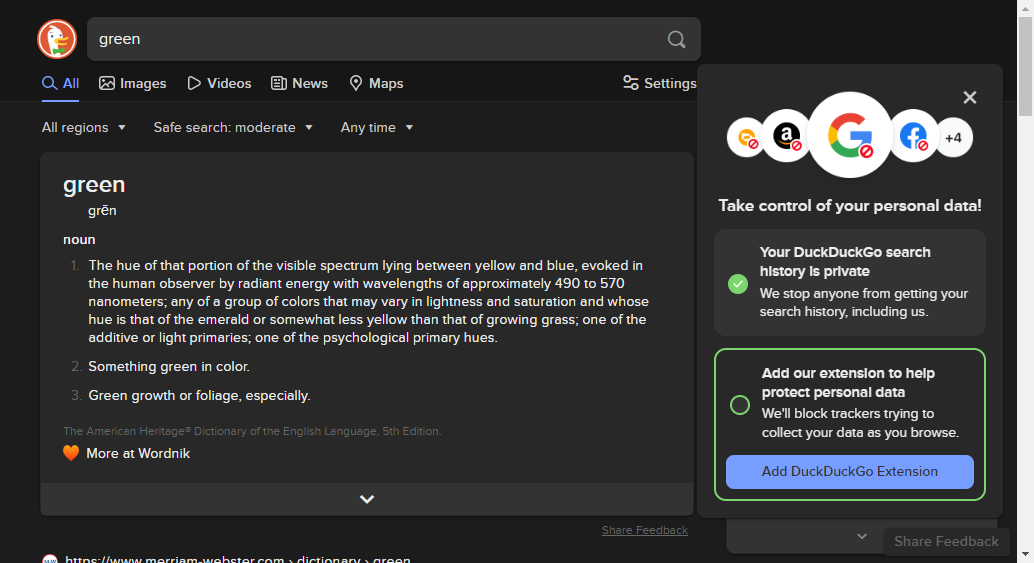 green
All
Images
Videos
News
Maps
Settings
All regions
Safe search: moderate
Any time
green
grēn
noun
1. The hue of that portion of the visible spectrum lying between yellow and blue, evoked in
the human observer by radiant energy with wavelengths of approximately 490 to 570
nanometers; any of a group of colors that may vary in lightness and saturation and whose
hue is that of the emerald or somewhat less yellow than that of growing grass; one of the
additive or light primaries; one of the psychological primary hues.
2. Something green in color.
3. Green growth or foliage, especially.
The American Heritage® Dictionary of the English Language, 5th Edition.
More at Wordnik
Share Feedback
https://www.merriam-webster.com › dictionary › green
+4
Take control of your personal data!
Your DuckDuckGo search
history is private
We stop anyone from getting your
search history, including us.
Add our extension to help
protect personal data
We'll block trackers trying to
collect your data as you browse.
Add DuckDuckGo Extension
Share Feedback